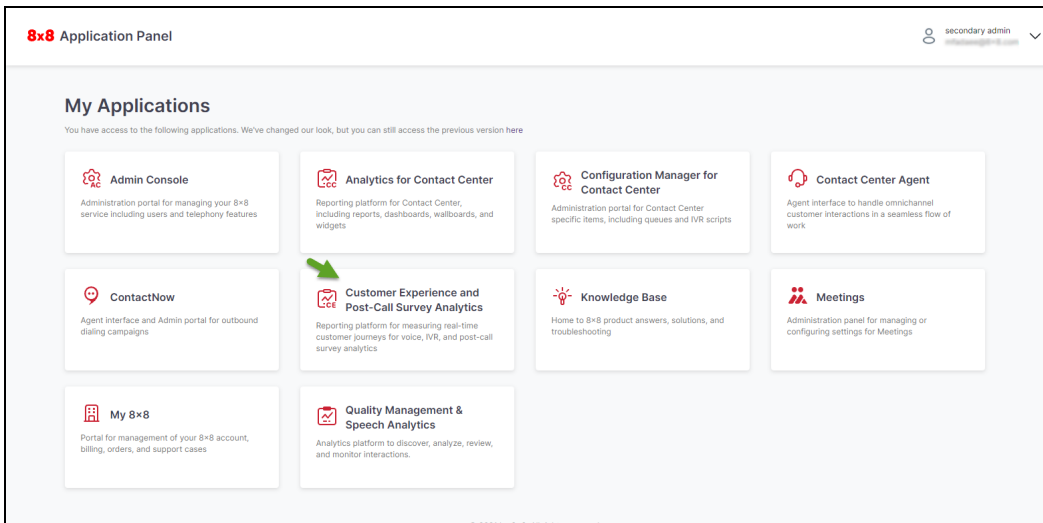 8x8 Application Panel
secondary admin
My Applications
You have access to the following applications. We've changed our look, but you can still access the previous version here
AC
Admin Console
Administration portal for managing your 8×8
service including users and telephony features
CC
Analytics for Contact Center
Reporting platform for Contact Center,
including reports, dashboards, wallboards, and
widgets
CC
Configuration Manager for
Contact Center
Administration portal for Contact Center
specific items, including queues and IVR scripts
Contact Center Agent
Agent interface to handle omnichannel
customer interactions in a seamless flow of
work
ContactNow
Agent interface and Admin portal for outbound
dialing campaigns
CE
Customer Experience and
Post-Call Survey Analytics
Reporting platform for measuring real-time
customer journeys for voice, IVR, and post-call
survey analytics
Knowledge Base
Home to 8×8 product answers, solutions, and
troubleshooting
Meetings
Administration panel for managing or
configuring settings for Meetings
My 8×8
Portal for management of your 8×8 account,
billing, orders, and support cases
Quality Management &
Speech Analytics
Analytics platform to discover, analyze, review,
and monitor interactions.